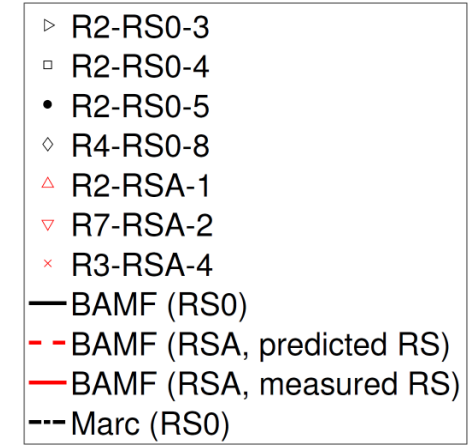 R2-RS0-3
R2-RS0-4
R2-RS0-5
R4-RS0-8
R2-RSA-1
R7-RSA-2
R3-RSA-4
BAMF (RS0)
BAMF (RSA, predicted RS)
BAMF (RSA, measured RS)
Marc (RS0)